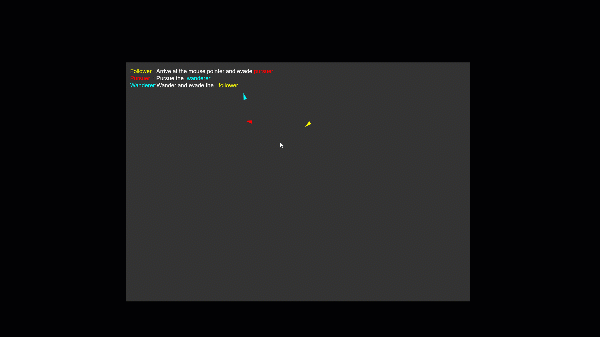 Follower: Arrive at the mouse pointer and evade pursuer
Pursuer: Pursue the wanderer
Wanderer: Wander and evade the follower